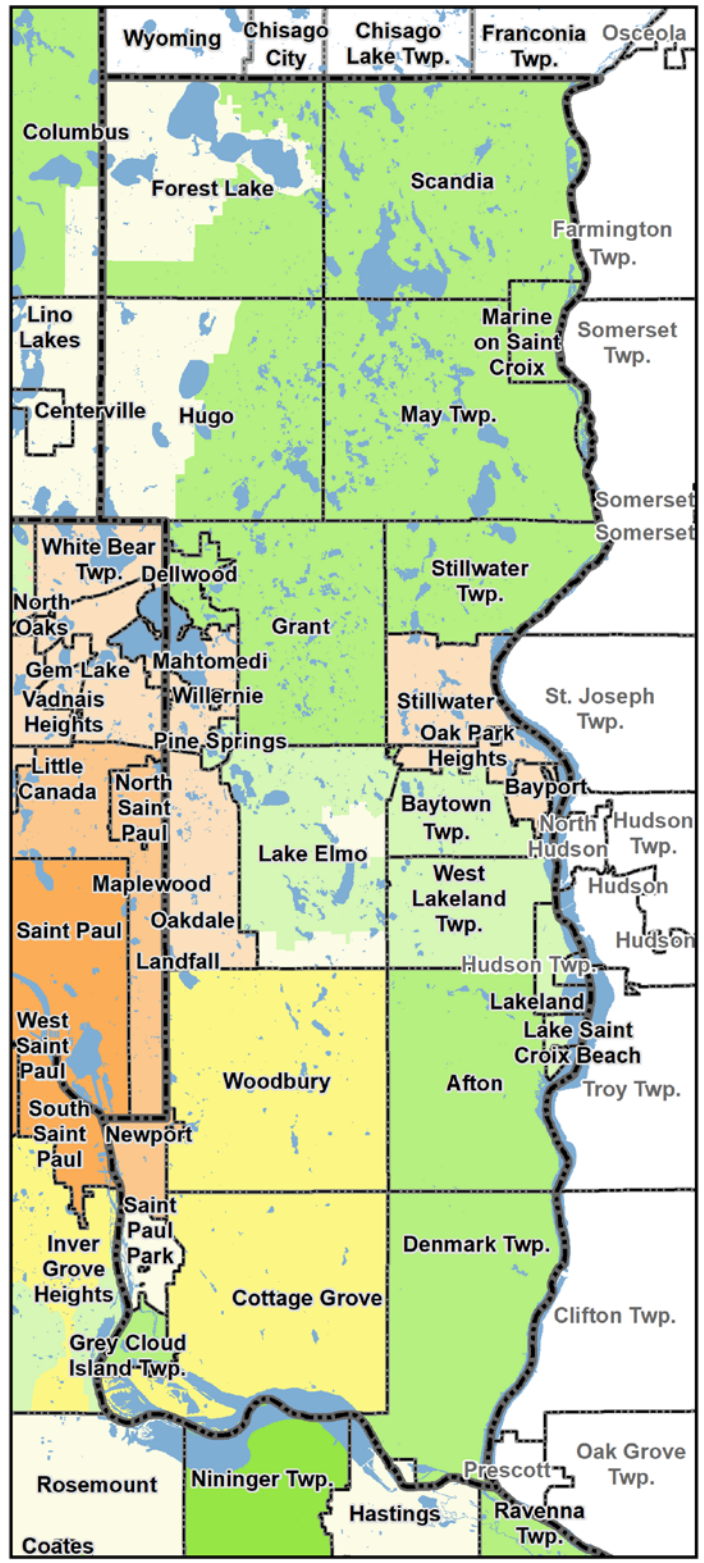 Wyoming
Chisago
City
Chisago
Lake Twp.
Franconia
Twp.
Osceola
Columbus
Forest Lake
Scandia
Farmington
Twp.
Lino
Lakes
Marine
on Saint
Croix
Somerset
Twp.
Centerville
Hugo
May Twp.
Somerset
Somerset
White Bear
Twp.
Dellwood
Stillwater
Twp.
North
Oaks
Grant
Gem Lake
Mahtomedi
Vadnais
Heights
Willernie
Stillwater
St. Joseph
Twp.
Pine Springs
Oak Park
Heights
Little
Canada
North
Saint
Paul
Bayport
Baytown
Twp.
North
Hudson
Hudson
Twp.
Lake Elmo
Maplewood
West
Lakeland
Twp.
Hudson
Saint Paul
Oakdale
Hudson
Landfall
Hudson Twp.
Lakeland
West
Saint
Paul
Lake Saint
Croix Beach
Woodbury
Afton
Troy Twp.
South
Saint
Paul
Newport
Saint
Paul
Park
Inver
Grove
Heights
Denmark Twp.
Cottage Grove
Clifton Twp.
Grey Cloud
Island Twp.
Oak Grove
Twp.
Prescott
Rosemount
Nininger Twp.
Hastings
Ravenna
Twp.
Coates